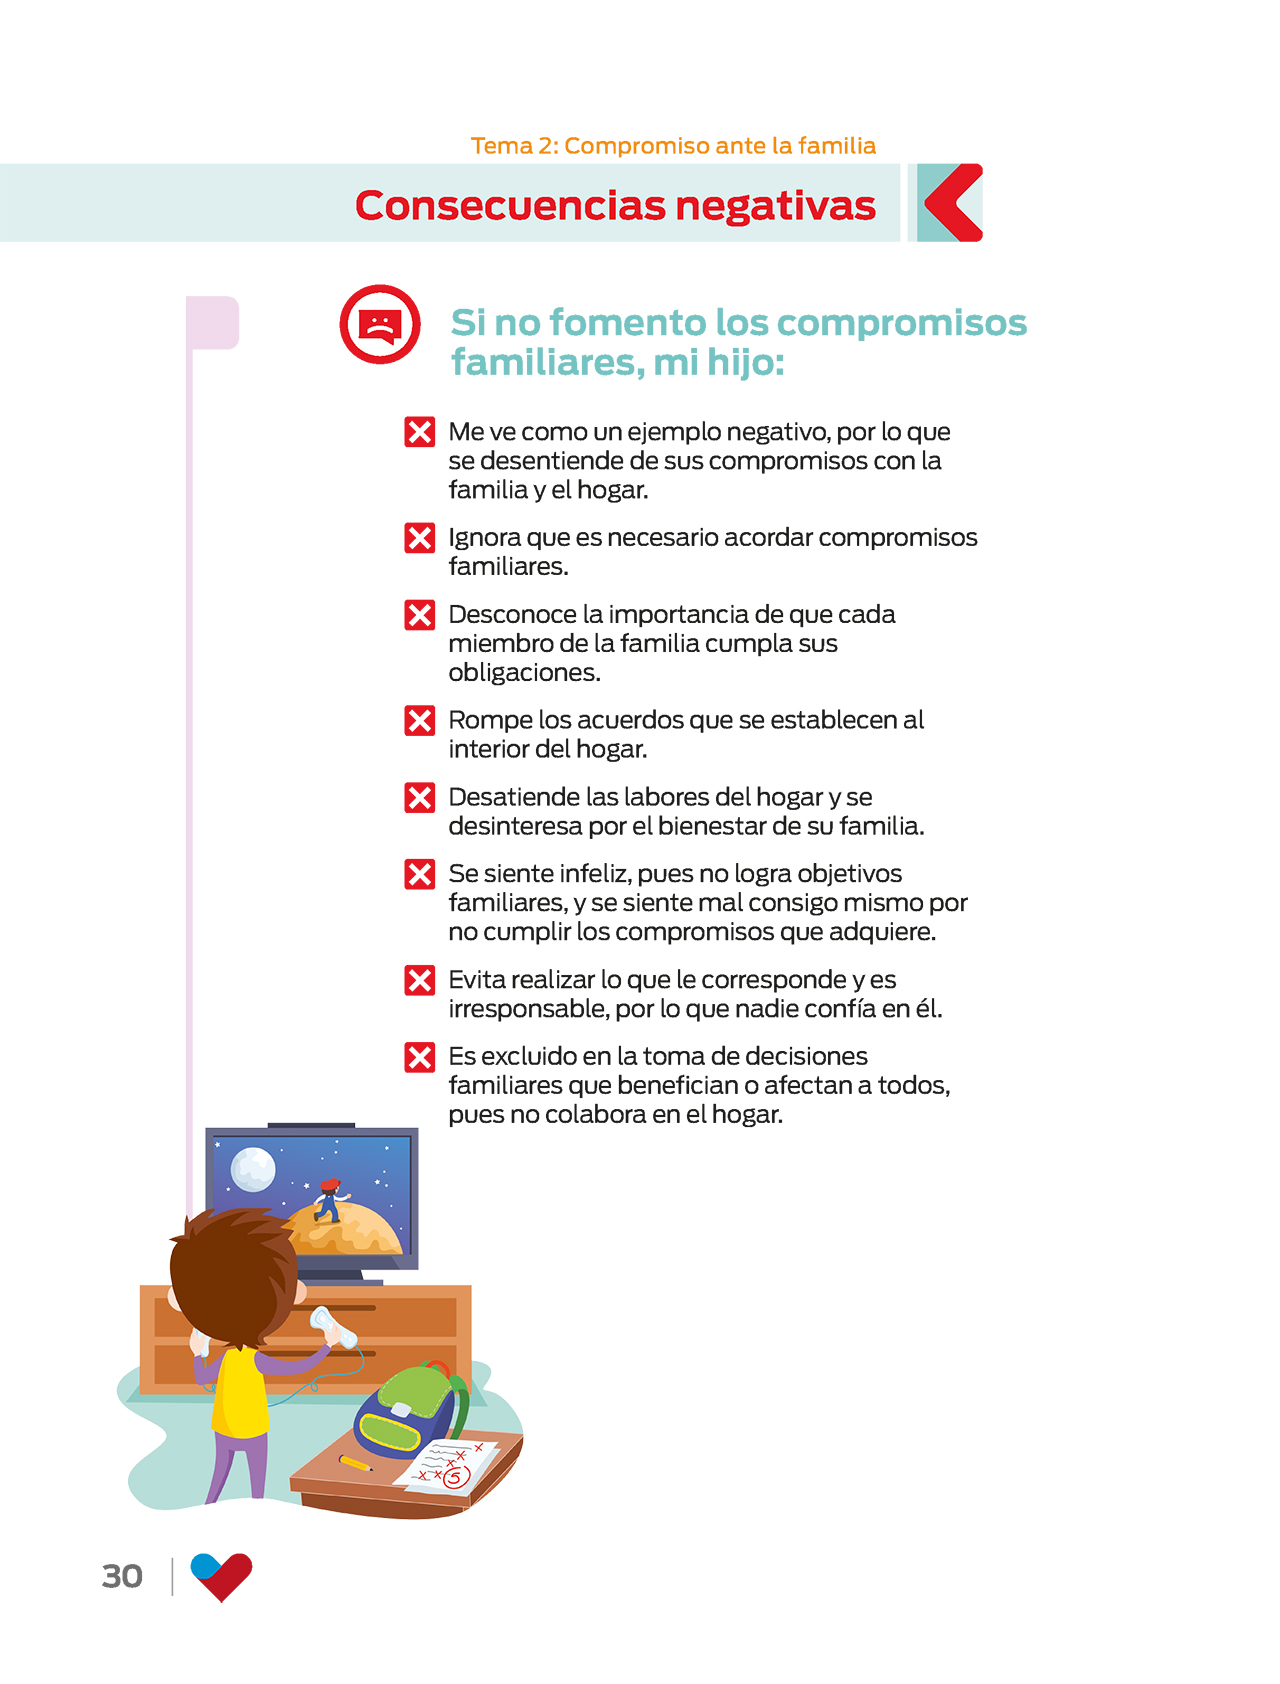 Tema 2: Compromiso ante la familia
Consecuencias negativas
Si no fomento los compromisos
familiares, mi hijo:
Me ve como un ejemplo negativo, por lo que
se desentiende de sus compromisos con la
familia y el hogar.
Ignora que es necesario acordar compromisos
familiares.
Desconoce la importancia de que cada
miembro de la familia cumpla sus
obligaciones.
Rompe los acuerdos que se establecen al
interior del hogar.
Desatiende las labores del hogar y se
desinteresa por el bienestar de su familia.
Se siente infeliz, pues no logra objetivos
familiares, y se siente mal consigo mismo por
no cumplir los compromisos que adquiere.
Evita realizar lo que le corresponde y es
irresponsable, por lo que nadie confía en él.
Es excluido en la toma de decisiones
familiares que benefician o afectan a todos,
pues no colabora en el hogar.
5
30